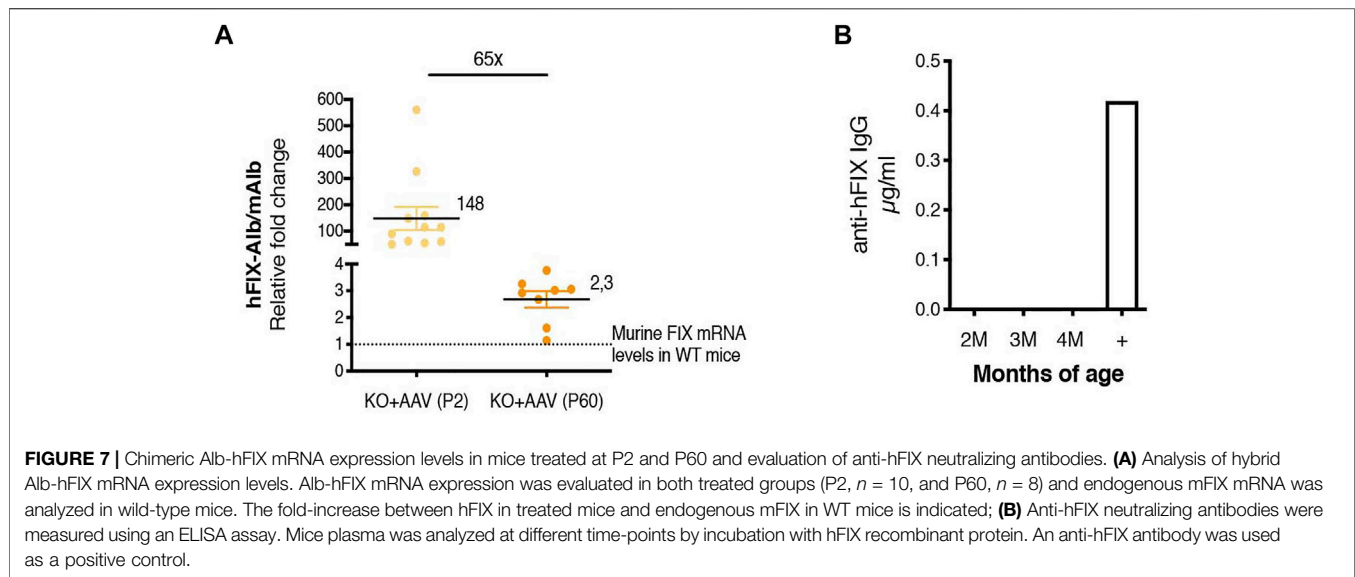 A
65x
hFIX-Alb/mAlb
Relative fold change
600
500
400
300
200
100
4
3
2
1
0
148
2,3
Murine FIX mRNA
levels in WT mice
KO+AAV (P2) KO+AAV (P60)
B
anti-hFIX IgG
µg/ml
0.5
0.4
0.3
0.2
0.1
0.0
2M 3M 4M +
Months of age
FIGURE 7 | Chimeric Alb-hFIX mRNA expression levels in mice treated at P2 and P60 and evaluation of anti-hFIX neutralizing antibodies. (A) Analysis of hybrid
Alb-hFIX mRNA expression levels. Alb-hFIX mRNA expression was evaluated in both treated groups (P2, n = 10, and P60, n = 8) and endogenous mFIX mRNA was
analyzed in wild-type mice. The fold-increase between hFIX in treated mice and endogenous mFIX in WT mice is indicated; (B) Anti-hFIX neutralizing antibodies were
measured using an ELISA assay. Mice plasma was analyzed at different time-points by incubation with hFIX recombinant protein. An anti-hFIX antibody was used
as a positive control.